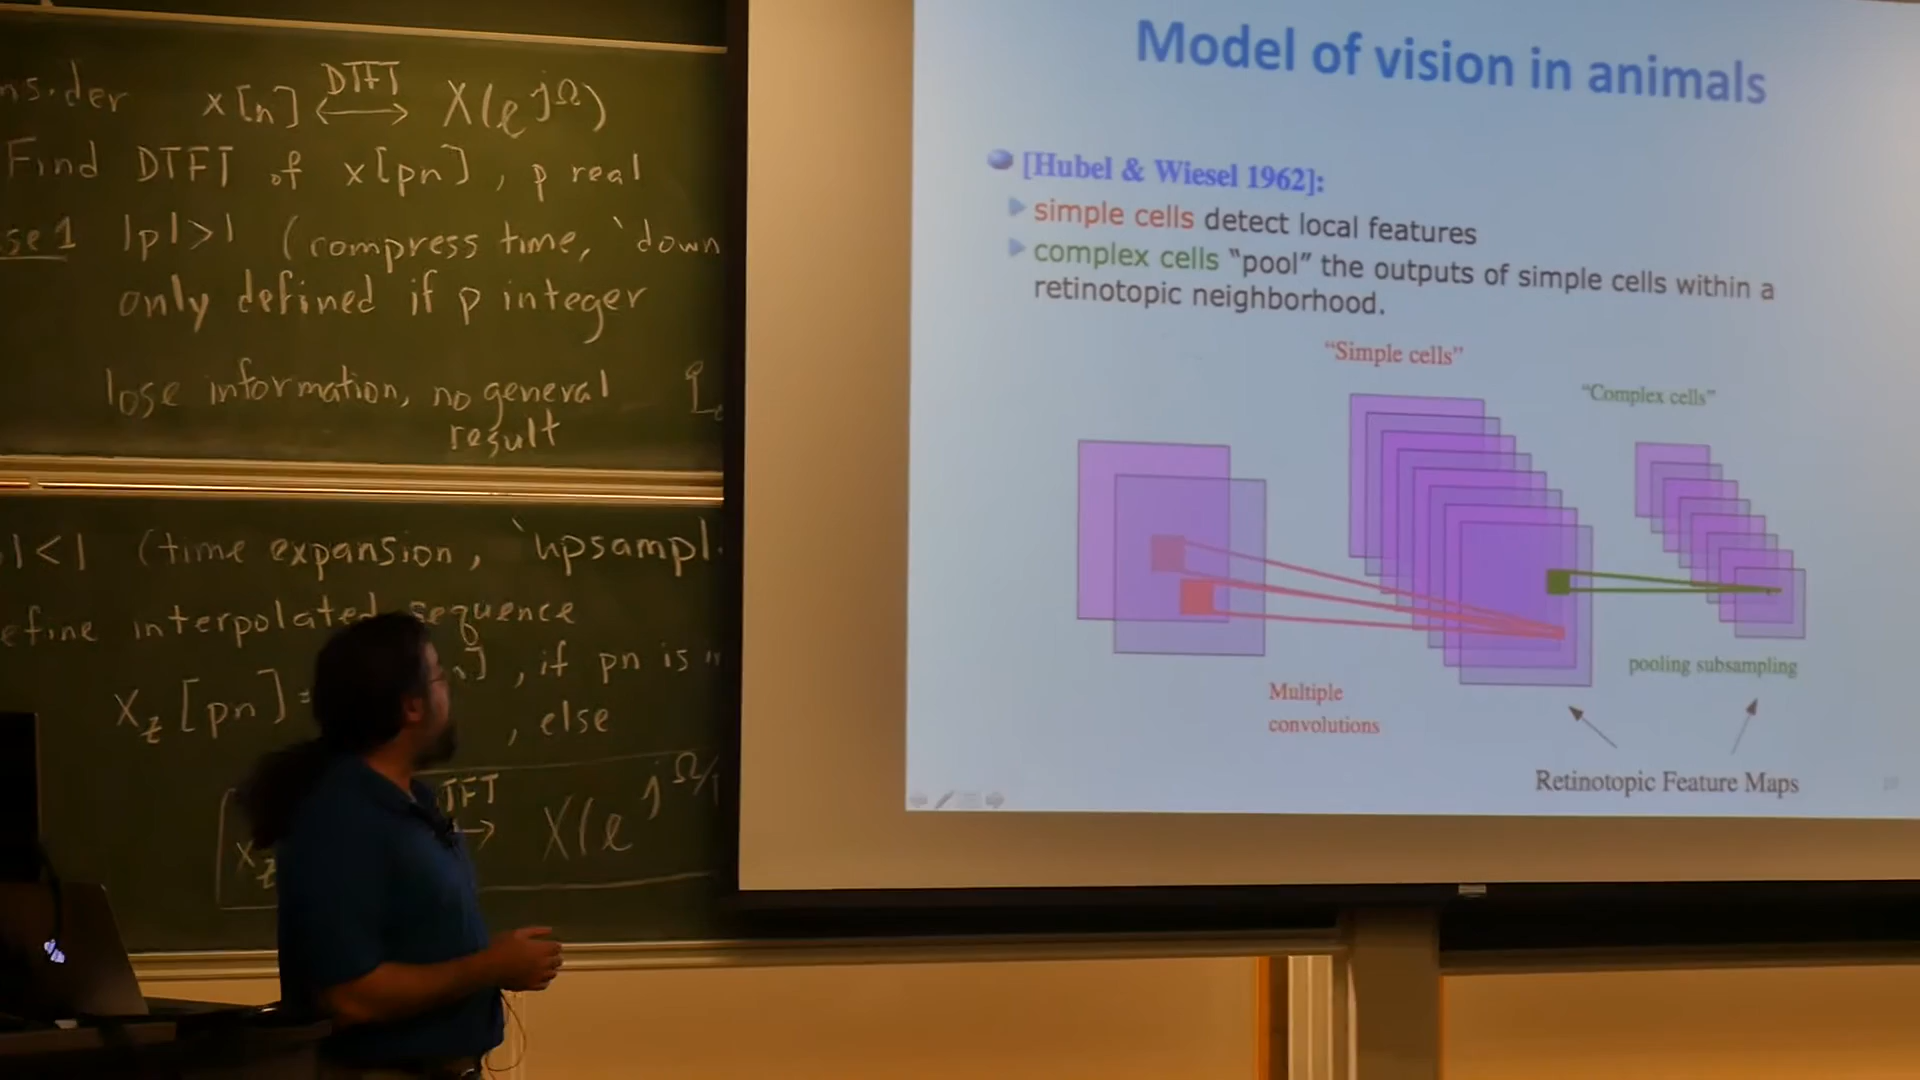 x[n] DTFT X(e^{jΩ})
Find DTFT of x[pn], p real
se 1 |p|>1 (compress time, `down
only defined if p integer
lose information, no general
result
|<1 (time expansion, `upsampl
efine interpolated sequence
X_z[pn] = n], if pn is
, else
TFT X(e^{jΩ/
X_z
Model of vision in animals
[Hubel & Wiesel 1962]:
simple cells detect local features
complex cells “pool” the outputs of simple cells within a
retinotopic neighborhood.
“Simple cells”
“Complex cells”
pooling subsampling
Multiple
convolutions
Retinotopic Feature Maps